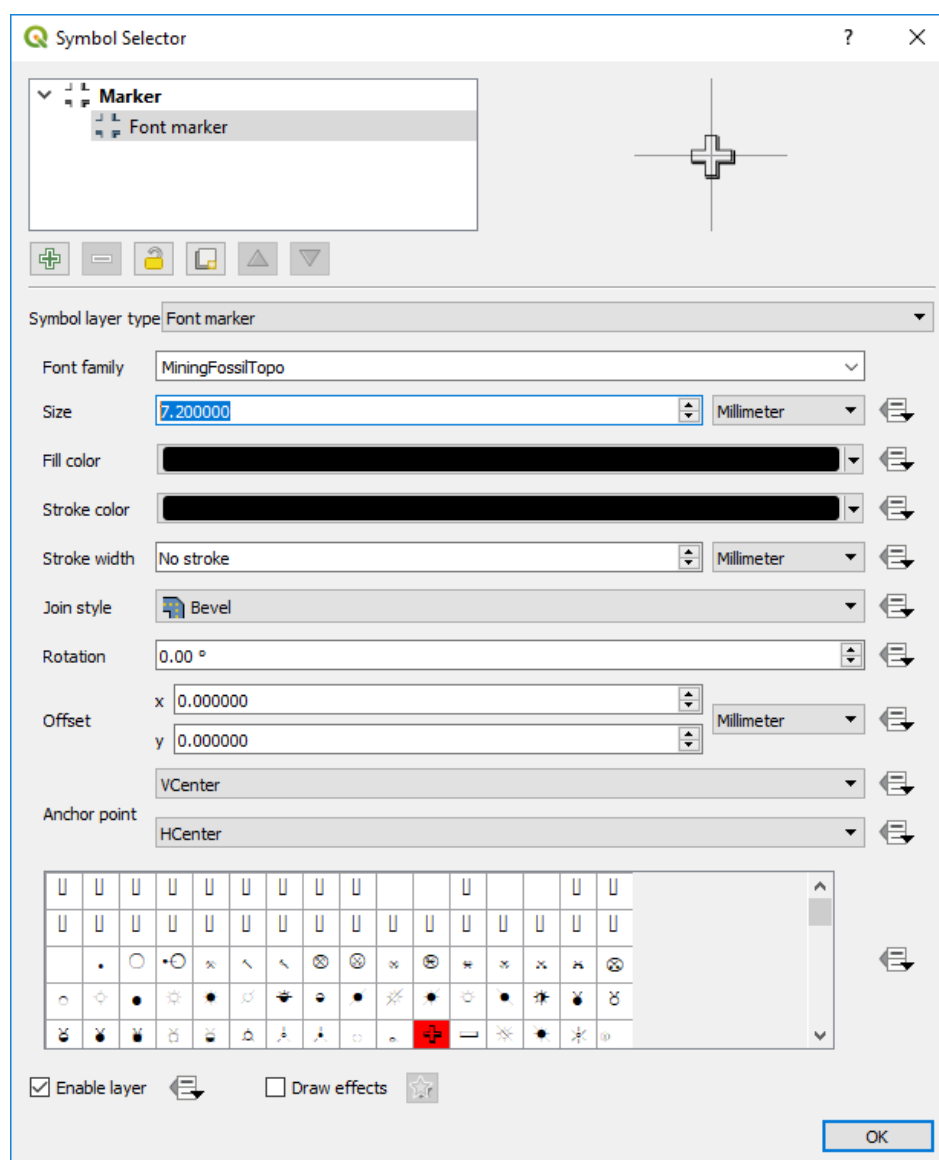 Symbol Selector ?
Marker
Font marker
Symbol layer type Font marker
Font family MiningFossilTopo
Size 7.200000 Millimeter
Fill color
Stroke color
Stroke width No stroke Millimeter
Join style Bevel
Rotation 0.00 °
Offset x 0.000000 Millimeter
y 0.000000
Anchor point VCenter
HCenter
Enable layer Draw effects
OK